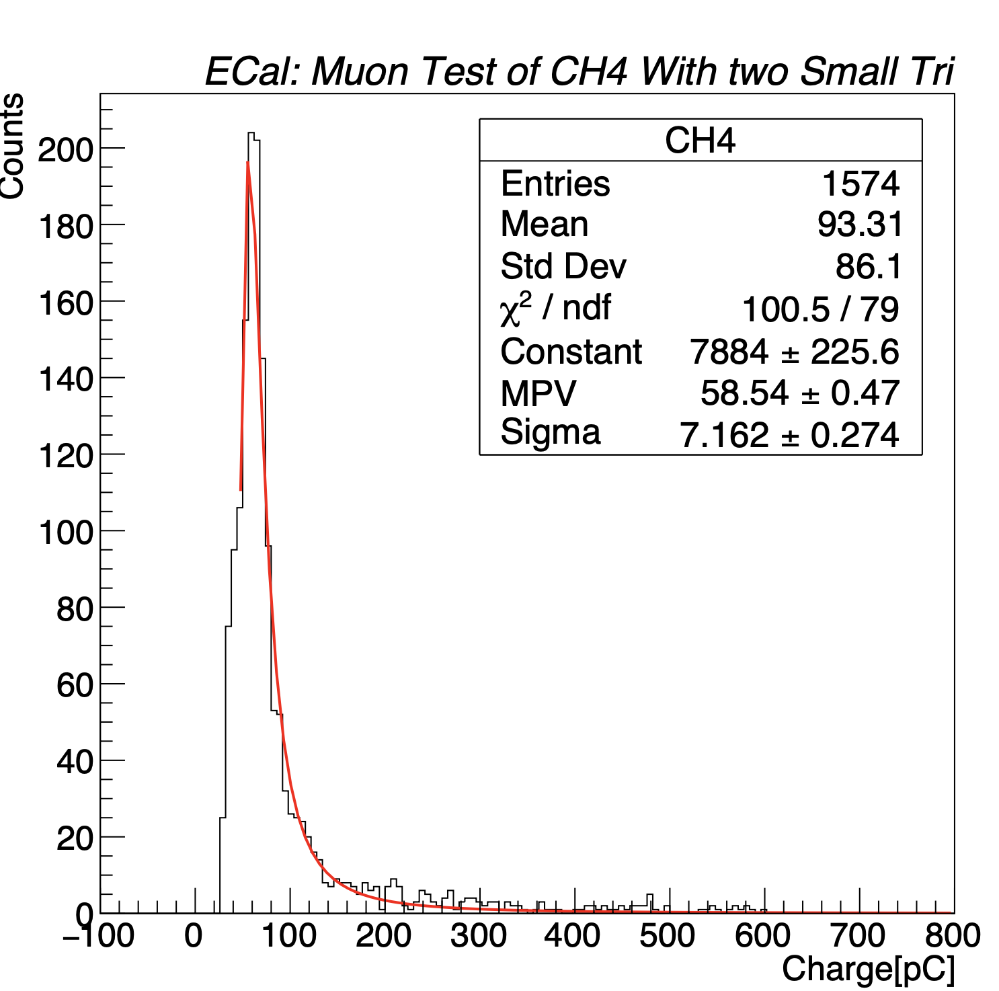 ECal: Muon Test of CH4 With two Small Tri
Counts
CH4
Entries 1574
Mean 93.31
Std Dev 86.1
χ² / ndf 100.5 / 79
Constant 7884 ± 225.6
MPV 58.54 ± 0.47
Sigma 7.162 ± 0.274
200
180
160
140
120
100
80
60
40
20
0
−100 0 100 200 300 400 500 600 700 800
Charge[pC]